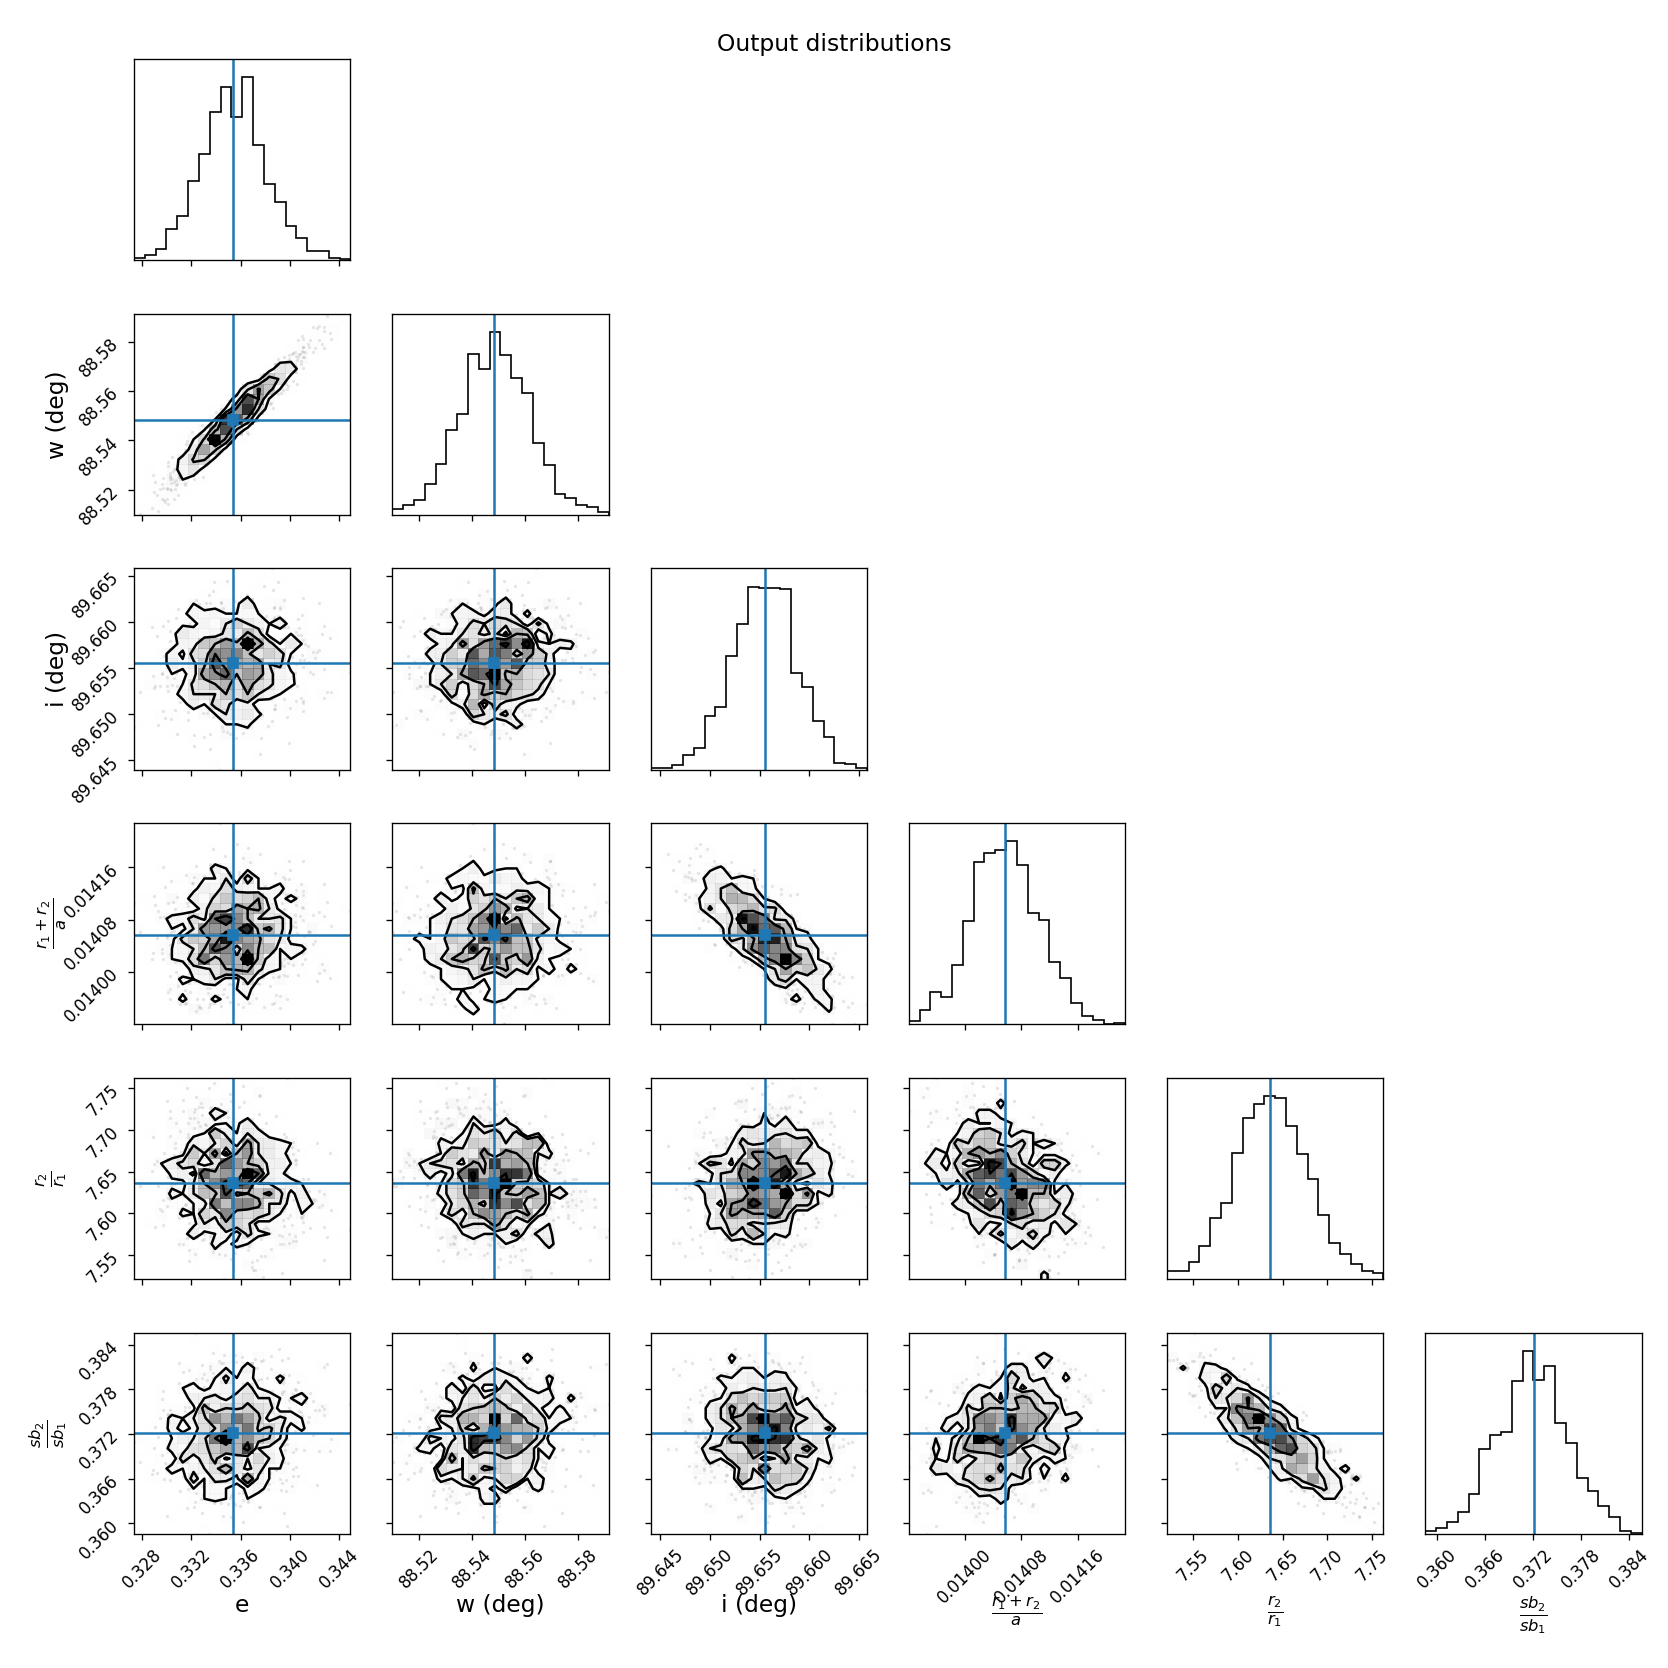 Output distributions
w (deg)
88.58
88.56
88.54
88.52
i (deg)
89.665
89.660
89.655
89.650
89.645
r1 + r2
a
0.01416
0.01408
0.01400
r2
r1
7.75
7.70
7.65
7.60
7.55
sb2
sb1
0.384
0.378
0.372
0.366
0.360
0.328 0.332 0.336 0.340 0.344 88.52 88.54 88.56 88.58 89.645 89.650 89.655 89.660 89.665 0.01400 0.01408 0.01416 7.55 7.60 7.65 7.70 7.75 0.360 0.366 0.372 0.378 0.384
e w (deg) i (deg)
r1 + r2
a
r2
r1
sb2
sb1